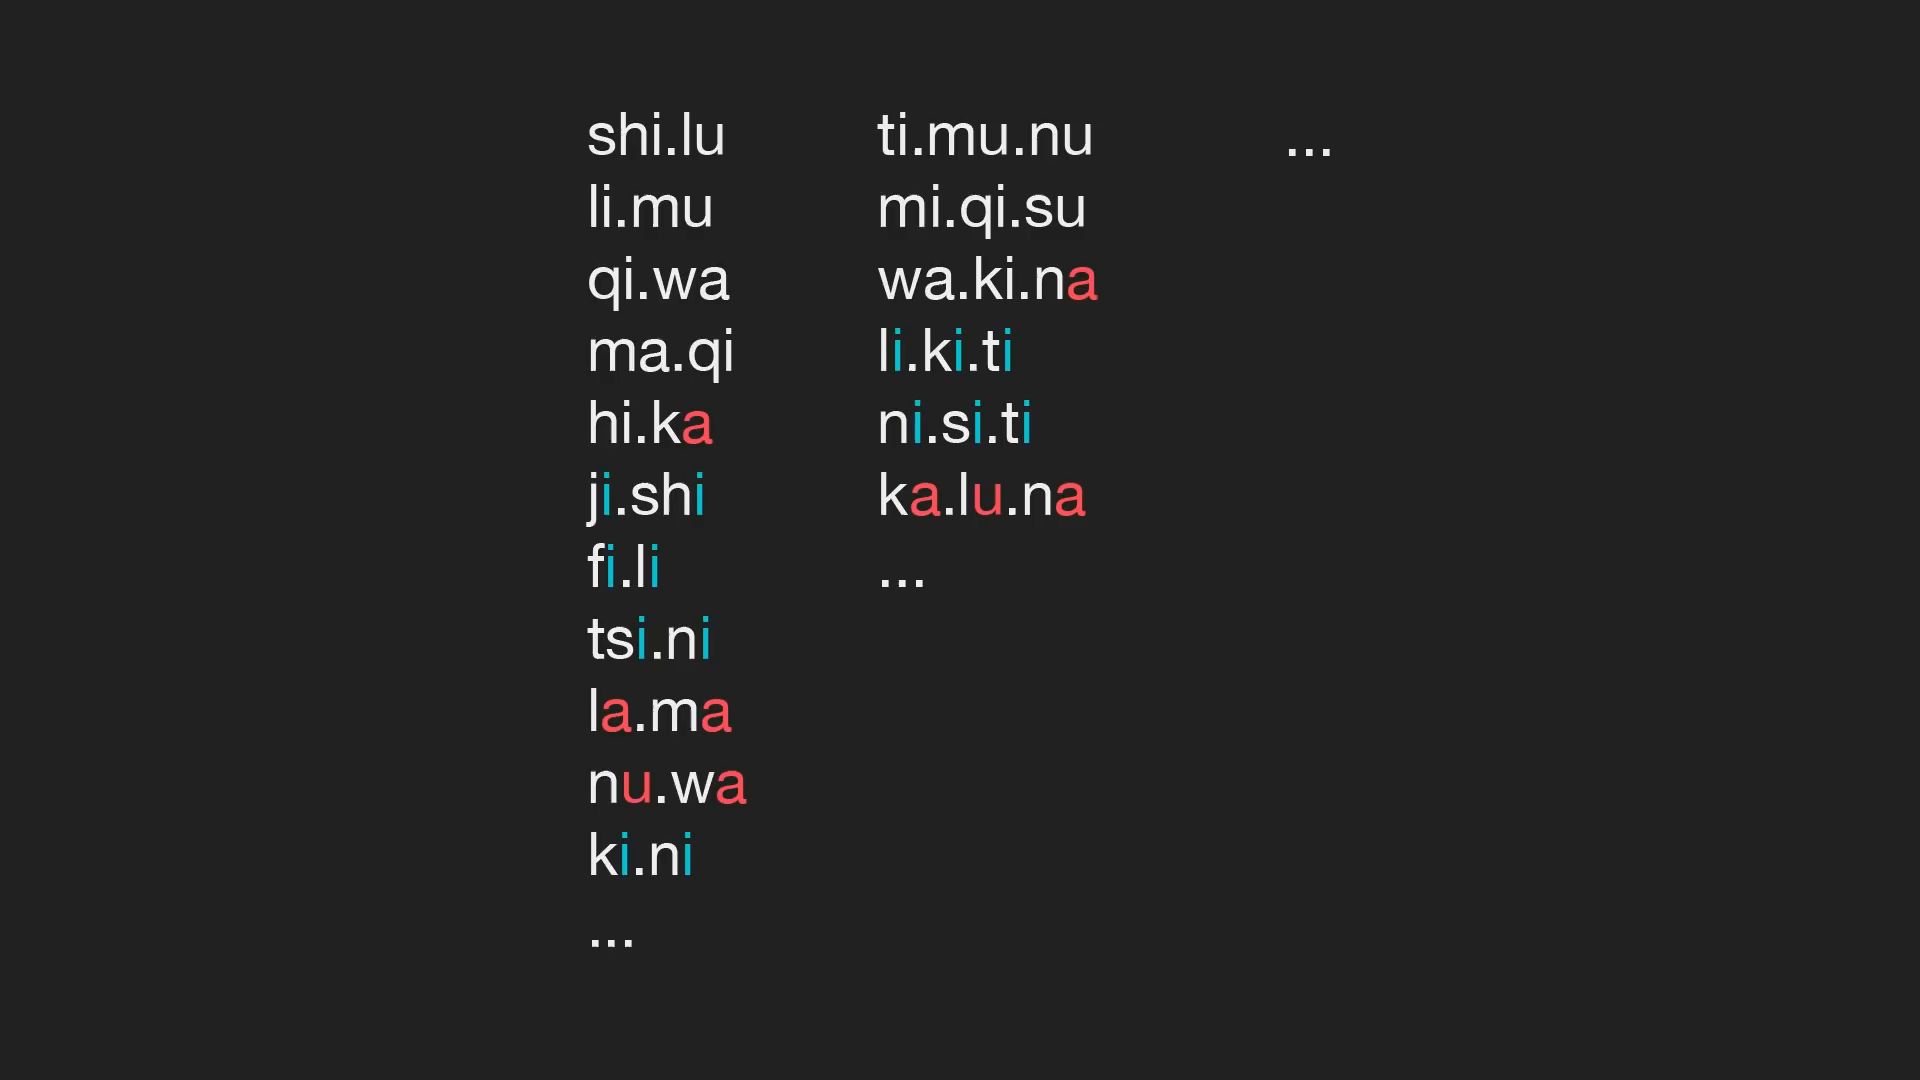 shi.lu
li.mu
qi.wa
ma.qi
hi.ka
ji.shi
fi.li
tsi.ni
la.ma
nu.wa
ki.ni
...
ti.mu.nu
mi.qi.su
wa.ki.na
li.ki.ti
ni.si.ti
ka.lu.na
...
...